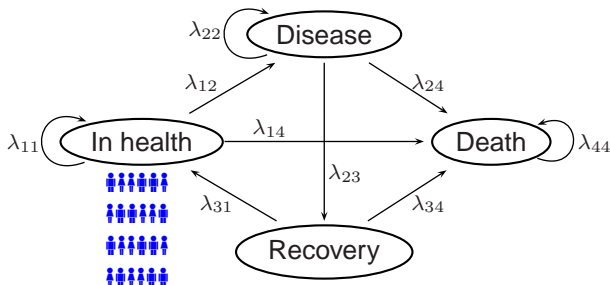 λ22
Disease
λ12
λ24
λ11
In health
λ14
Death
λ44
λ23
λ31
λ34
Recovery